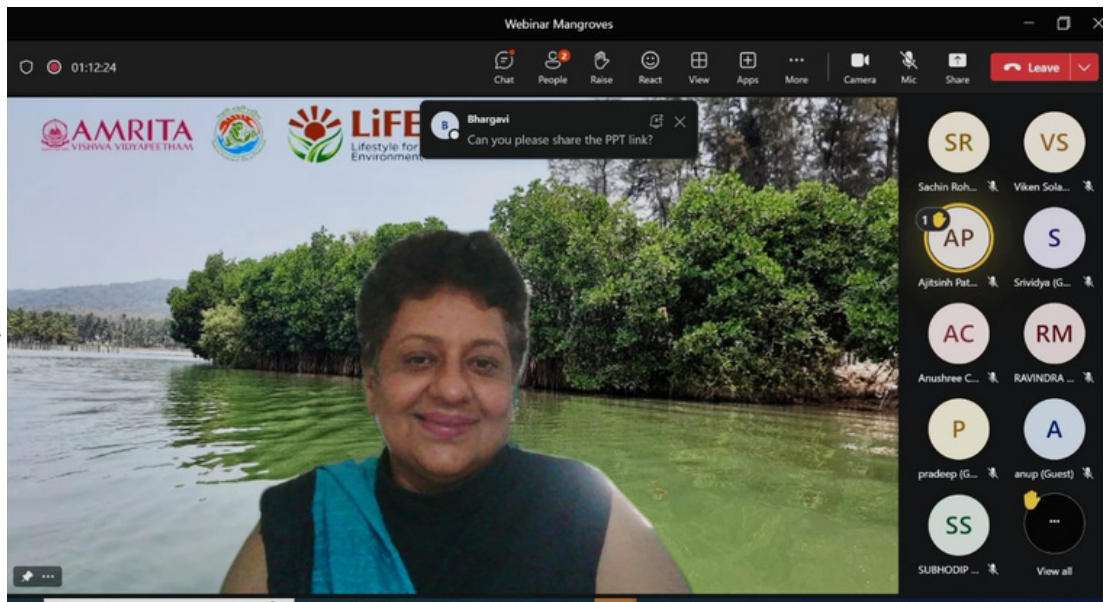 Webinar Mangroves
01:12:24
Chat
2
People
Raise
React
View
Apps
More
Camera
Mic
Share
Leave
AMRITA
VISHWA VIDYAPEETHAM
LiFE
Lifestyle for
Environment
B
Bhargavi
Can you please share the PPT link?
SR
VS
Sachin Roh...
Viken Sola...
1
AP
S
Ajitsinh Pat...
Srividya (G...
AC
RM
Anushree C...
RAVINDRA ...
P
A
pradeep (G...
anup (Guest)
SS
SUBHODIP ...
View all